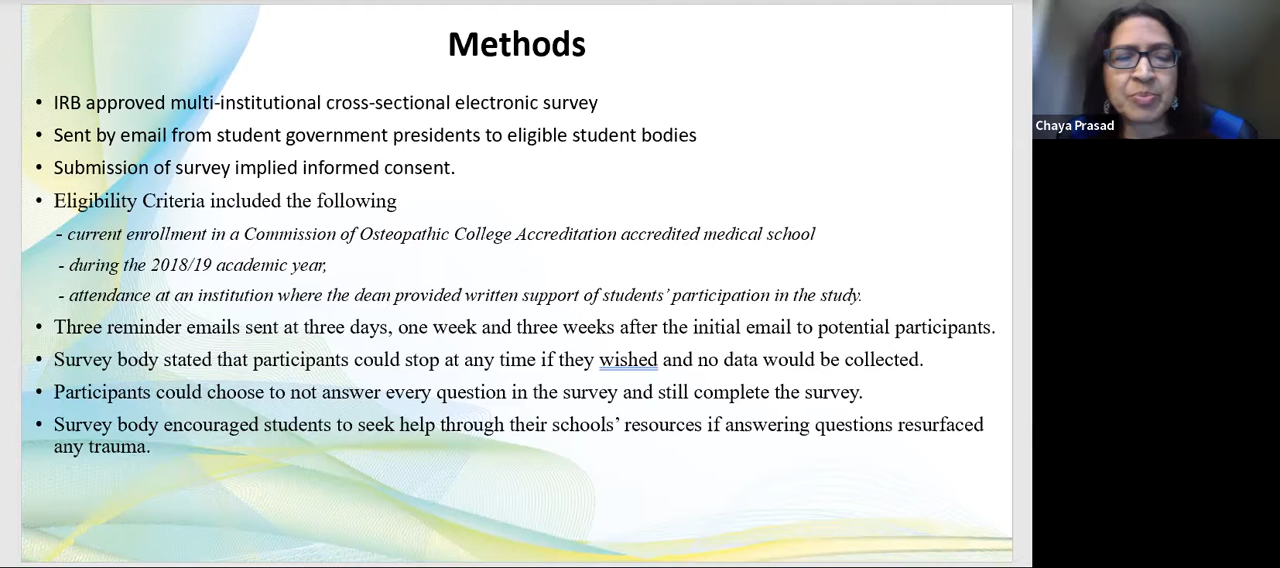 Methods
• IRB approved multi-institutional cross-sectional electronic survey
• Sent by email from student government presidents to eligible student bodies
• Submission of survey implied informed consent.
• Eligibility Criteria included the following
- current enrollment in a Commission of Osteopathic College Accreditation accredited medical school
- during the 2018/19 academic year,
- attendance at an institution where the dean provided written support of students' participation in the study.
• Three reminder emails sent at three days, one week and three weeks after the initial email to potential participants.
• Survey body stated that participants could stop at any time if they wished and no data would be collected.
• Participants could choose to not answer every question in the survey and still complete the survey.
• Survey body encouraged students to seek help through their schools' resources if answering questions resurfaced
any trauma.
Chaya Prasad